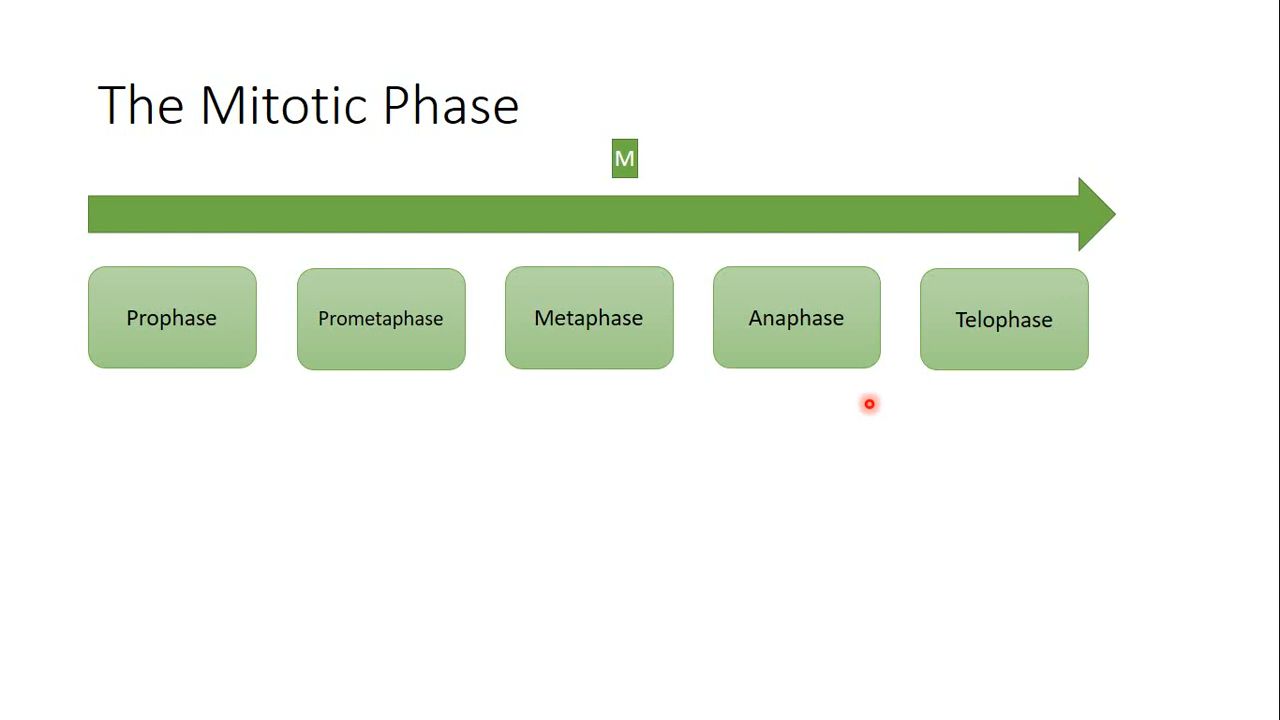 The Mitotic Phase
M
Prophase
Prometaphase
Metaphase
Anaphase
Telophase